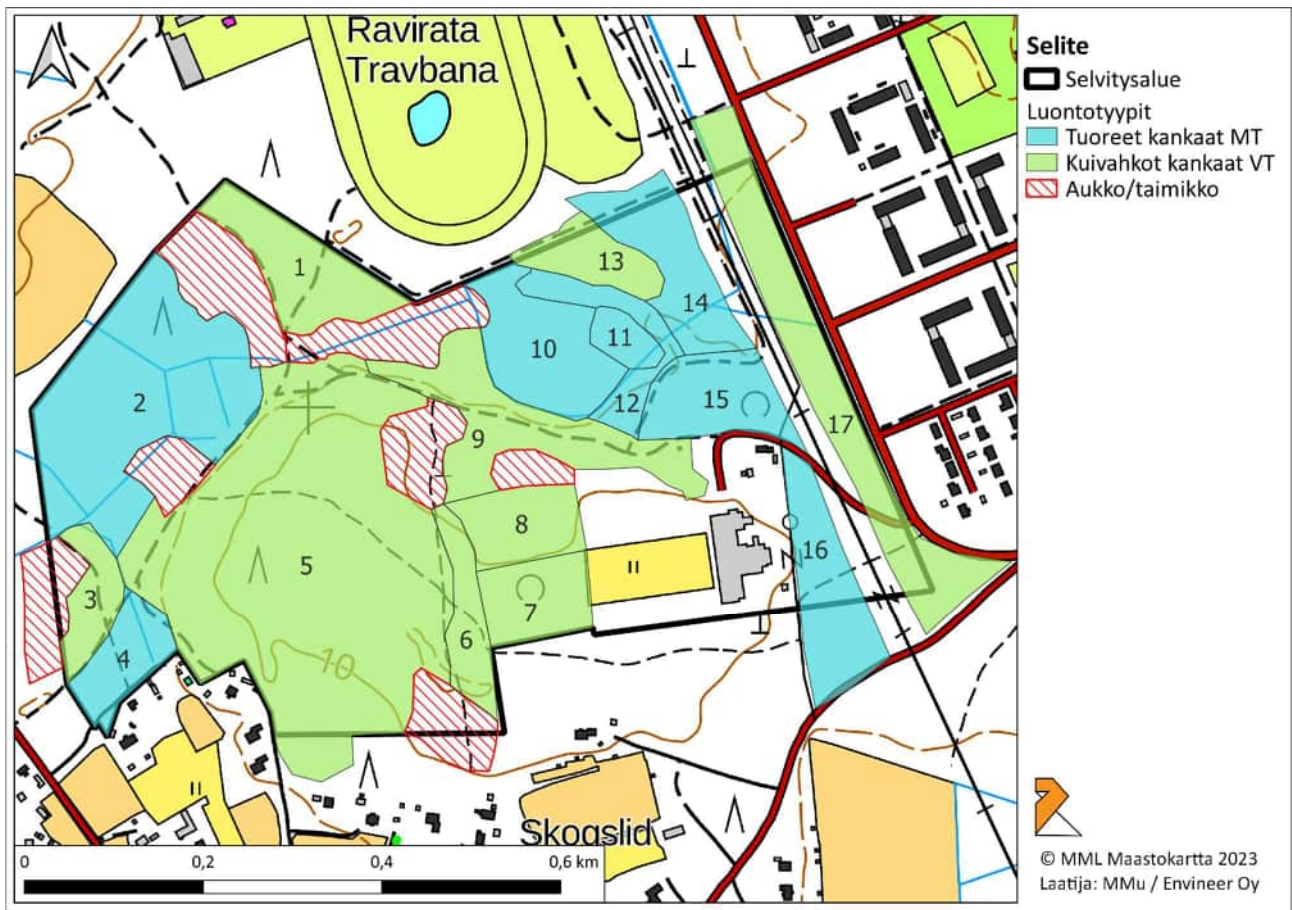 Ravirata
Travbana
Selite
Selvitysalue
Luontotyypit
Tuoreet kankaat MT
Kuivahkot kankaat VT
Aukko/taimikko
1
13
14
11
10
2
12
15
17
9
8
5
16
3
7
6
4
10
Skogslid
0
0,2
0,4
0,6 km
© MML Maastokartta 2023
Laatija: MMu / Envineer Oy